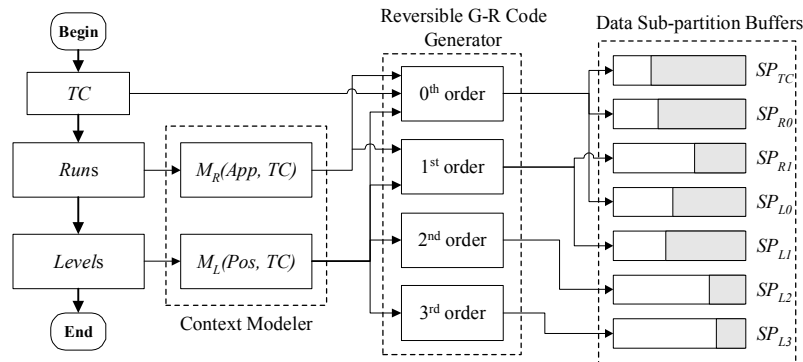 Reversible G-R Code
Generator
Data Sub-partition Buffers
Begin
TC
Runs
Levels
End
M_R(App, TC)
M_L(Pos, TC)
Context Modeler
0th order
1st order
2nd order
3rd order
SP_TC
SP_R0
SP_R1
SP_L0
SP_L1
SP_L2
SP_L3